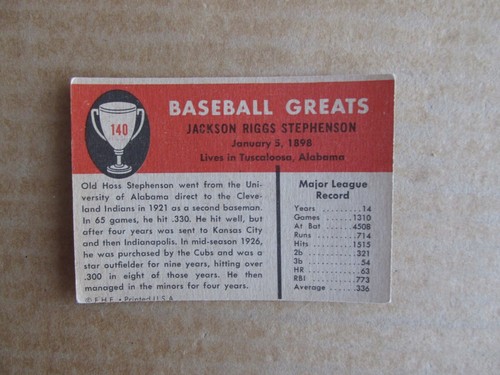 140
BASEBALL GREATS
JACKSON RIGGS STEPHENSON
January 5, 1898
Lives in Tuscaloosa, Alabama
Old Hoss Stephenson went from the Uni-
versity of Alabama direct to the Cleve-
land Indians in 1921 as a second baseman.
In 65 games, he hit .330. He hit well, but
after four years was sent to Kansas City
and then Indianapolis. In mid-season 1926,
he was purchased by the Cubs and was a
star outfielder for nine years, hitting over
.300 in eight of those years. He then
managed in the minors for four years.
© F.H.F. • Printed U.S.A.
Major League
Record
Years ..........14
Games ......1310
At Bat .....4508
Runs .........714
Hits ........1515
2b ............321
3b ..............54
HR ..............63
RBI ..........773
Average .....336